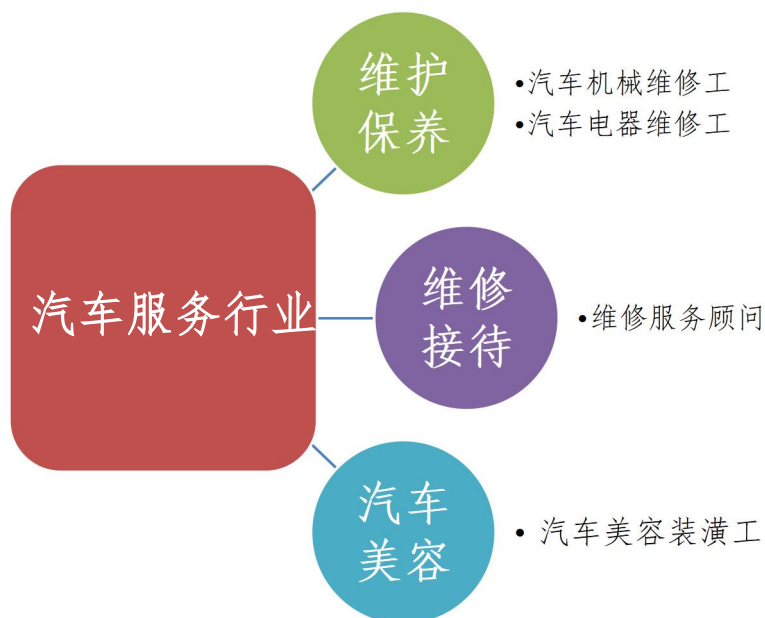 维护
保养
•汽车机械维修工
•汽车电器维修工
汽车服务行业
维修
接待
•维修服务顾问
汽车
美容
• 汽车美容装潢工